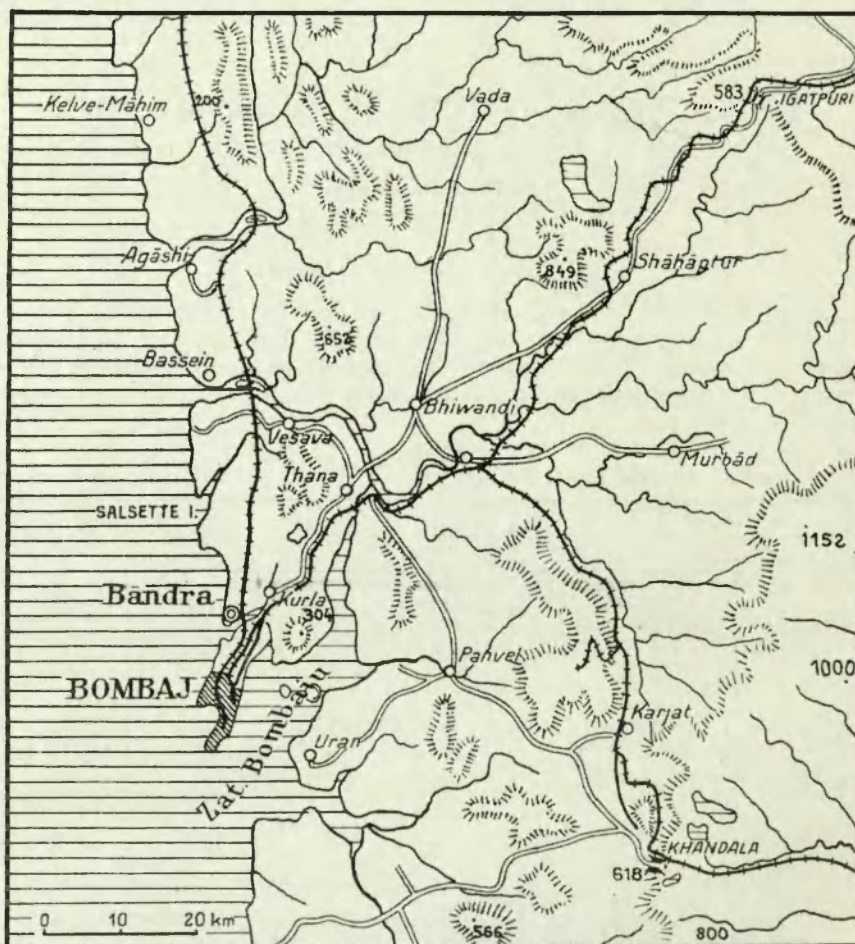 583
IGATPURI
200
Kelve-Māhim
Vada
Agāshi
849
Shāhāpur
652
Bassein
Bhiwandi
Vesava
Murbād
Thana
SALSETTE I.
1152
Bāndra
Kurla
304
Panvel
1000
BOMBAJ
Zat. Bombaju
Karjat
Uran
KHANDALA
618
0 10 20 km
566
800